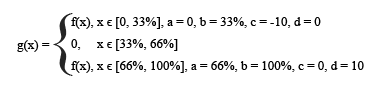 f(x), x ϵ [0, 33%], a = 0, b = 33%, c = -10, d = 0
g(x) = { 0, x ϵ [33%, 66%]
f(x), x ϵ [66%, 100%], a = 66%, b = 100%, c = 0, d = 10